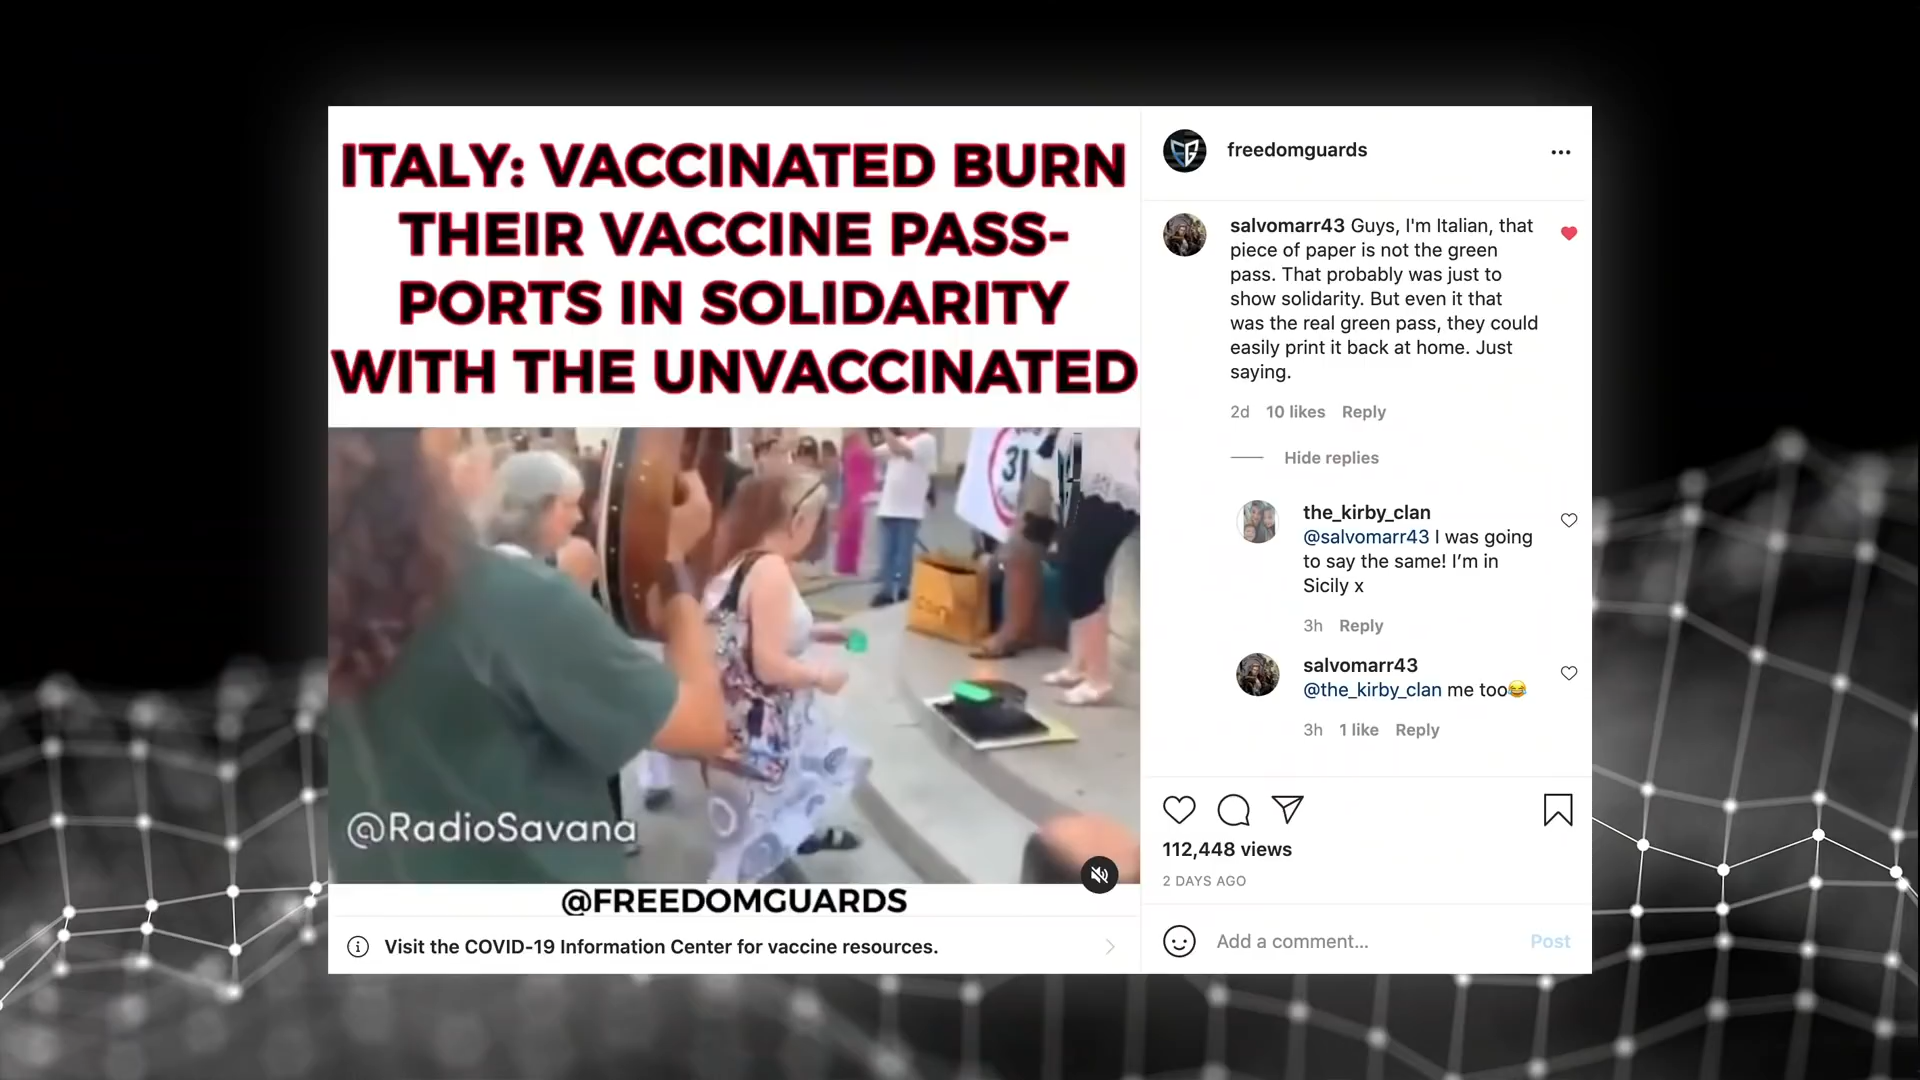 ITALY: VACCINATED BURN
THEIR VACCINE PASS-
PORTS IN SOLIDARITY
WITH THE UNVACCINATED
31
@RadioSavana
@FREEDOMGUARDS
Visit the COVID-19 Information Center for vaccine resources.
freedomguards
salvomarr43 Guys, I'm Italian, that
piece of paper is not the green
pass. That probably was just to
show solidarity. But even it that
was the real green pass, they could
easily print it back at home. Just
saying.
2d 10 likes Reply
Hide replies
the_kirby_clan
@salvomarr43 I was going
to say the same! I’m in
Sicily x
3h Reply
salvomarr43
@the_kirby_clan me too😂
3h 1 like Reply
112,448 views
2 DAYS AGO
Add a comment...
Post